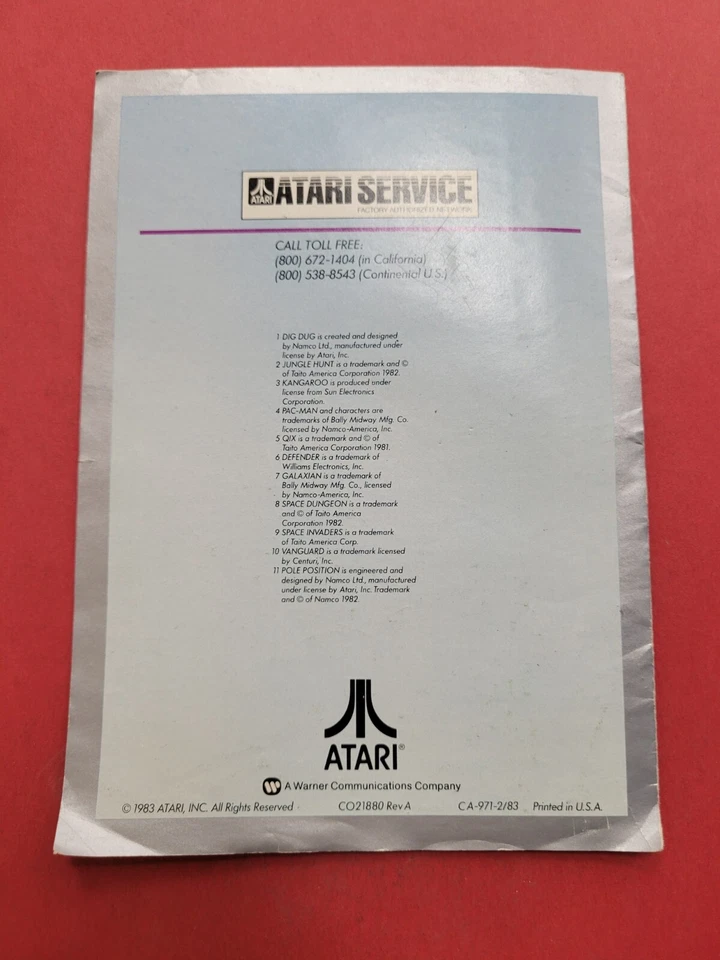 ATARI
ATARI SERVICE
FACTORY AUTHORIZED NETWORK
CALL TOLL FREE:
(800) 672-1404 (in California)
(800) 538-8543 (Continental U.S.)
1 DIG DUG is created and designed
by Namco Ltd., manufactured under
license by Atari, Inc.
2 JUNGLE HUNT is a trademark and ©
of Taito America Corporation 1982.
3 KANGAROO is produced under
license from Sun Electronics
Corporation.
4 PAC-MAN and characters are
trademarks of Bally Midway Mfg. Co.
licensed by Namco-America, Inc.
5 QIX is a trademark and © of
Taito America Corporation 1981.
6 DEFENDER is a trademark of
Williams Electronics, Inc.
7 GALAXIAN is a trademark of
Bally Midway Mfg. Co., licensed
by Namco-America, Inc.
8 SPACE DUNGEON is a trademark
and © of Taito America
Corporation 1982.
9 SPACE INVADERS is a trademark
of Taito America Corp.
10 VANGUARD is a trademark licensed
by Centuri, Inc.
11 POLE POSITION is engineered and
designed by Namco Ltd., manufactured
under license by Atari, Inc. Trademark
and © of Namco 1982.
ATARI®
A Warner Communications Company
© 1983 ATARI, INC. All Rights Reserved CO21880 Rev A CA-971-2/83 Printed in U.S.A.